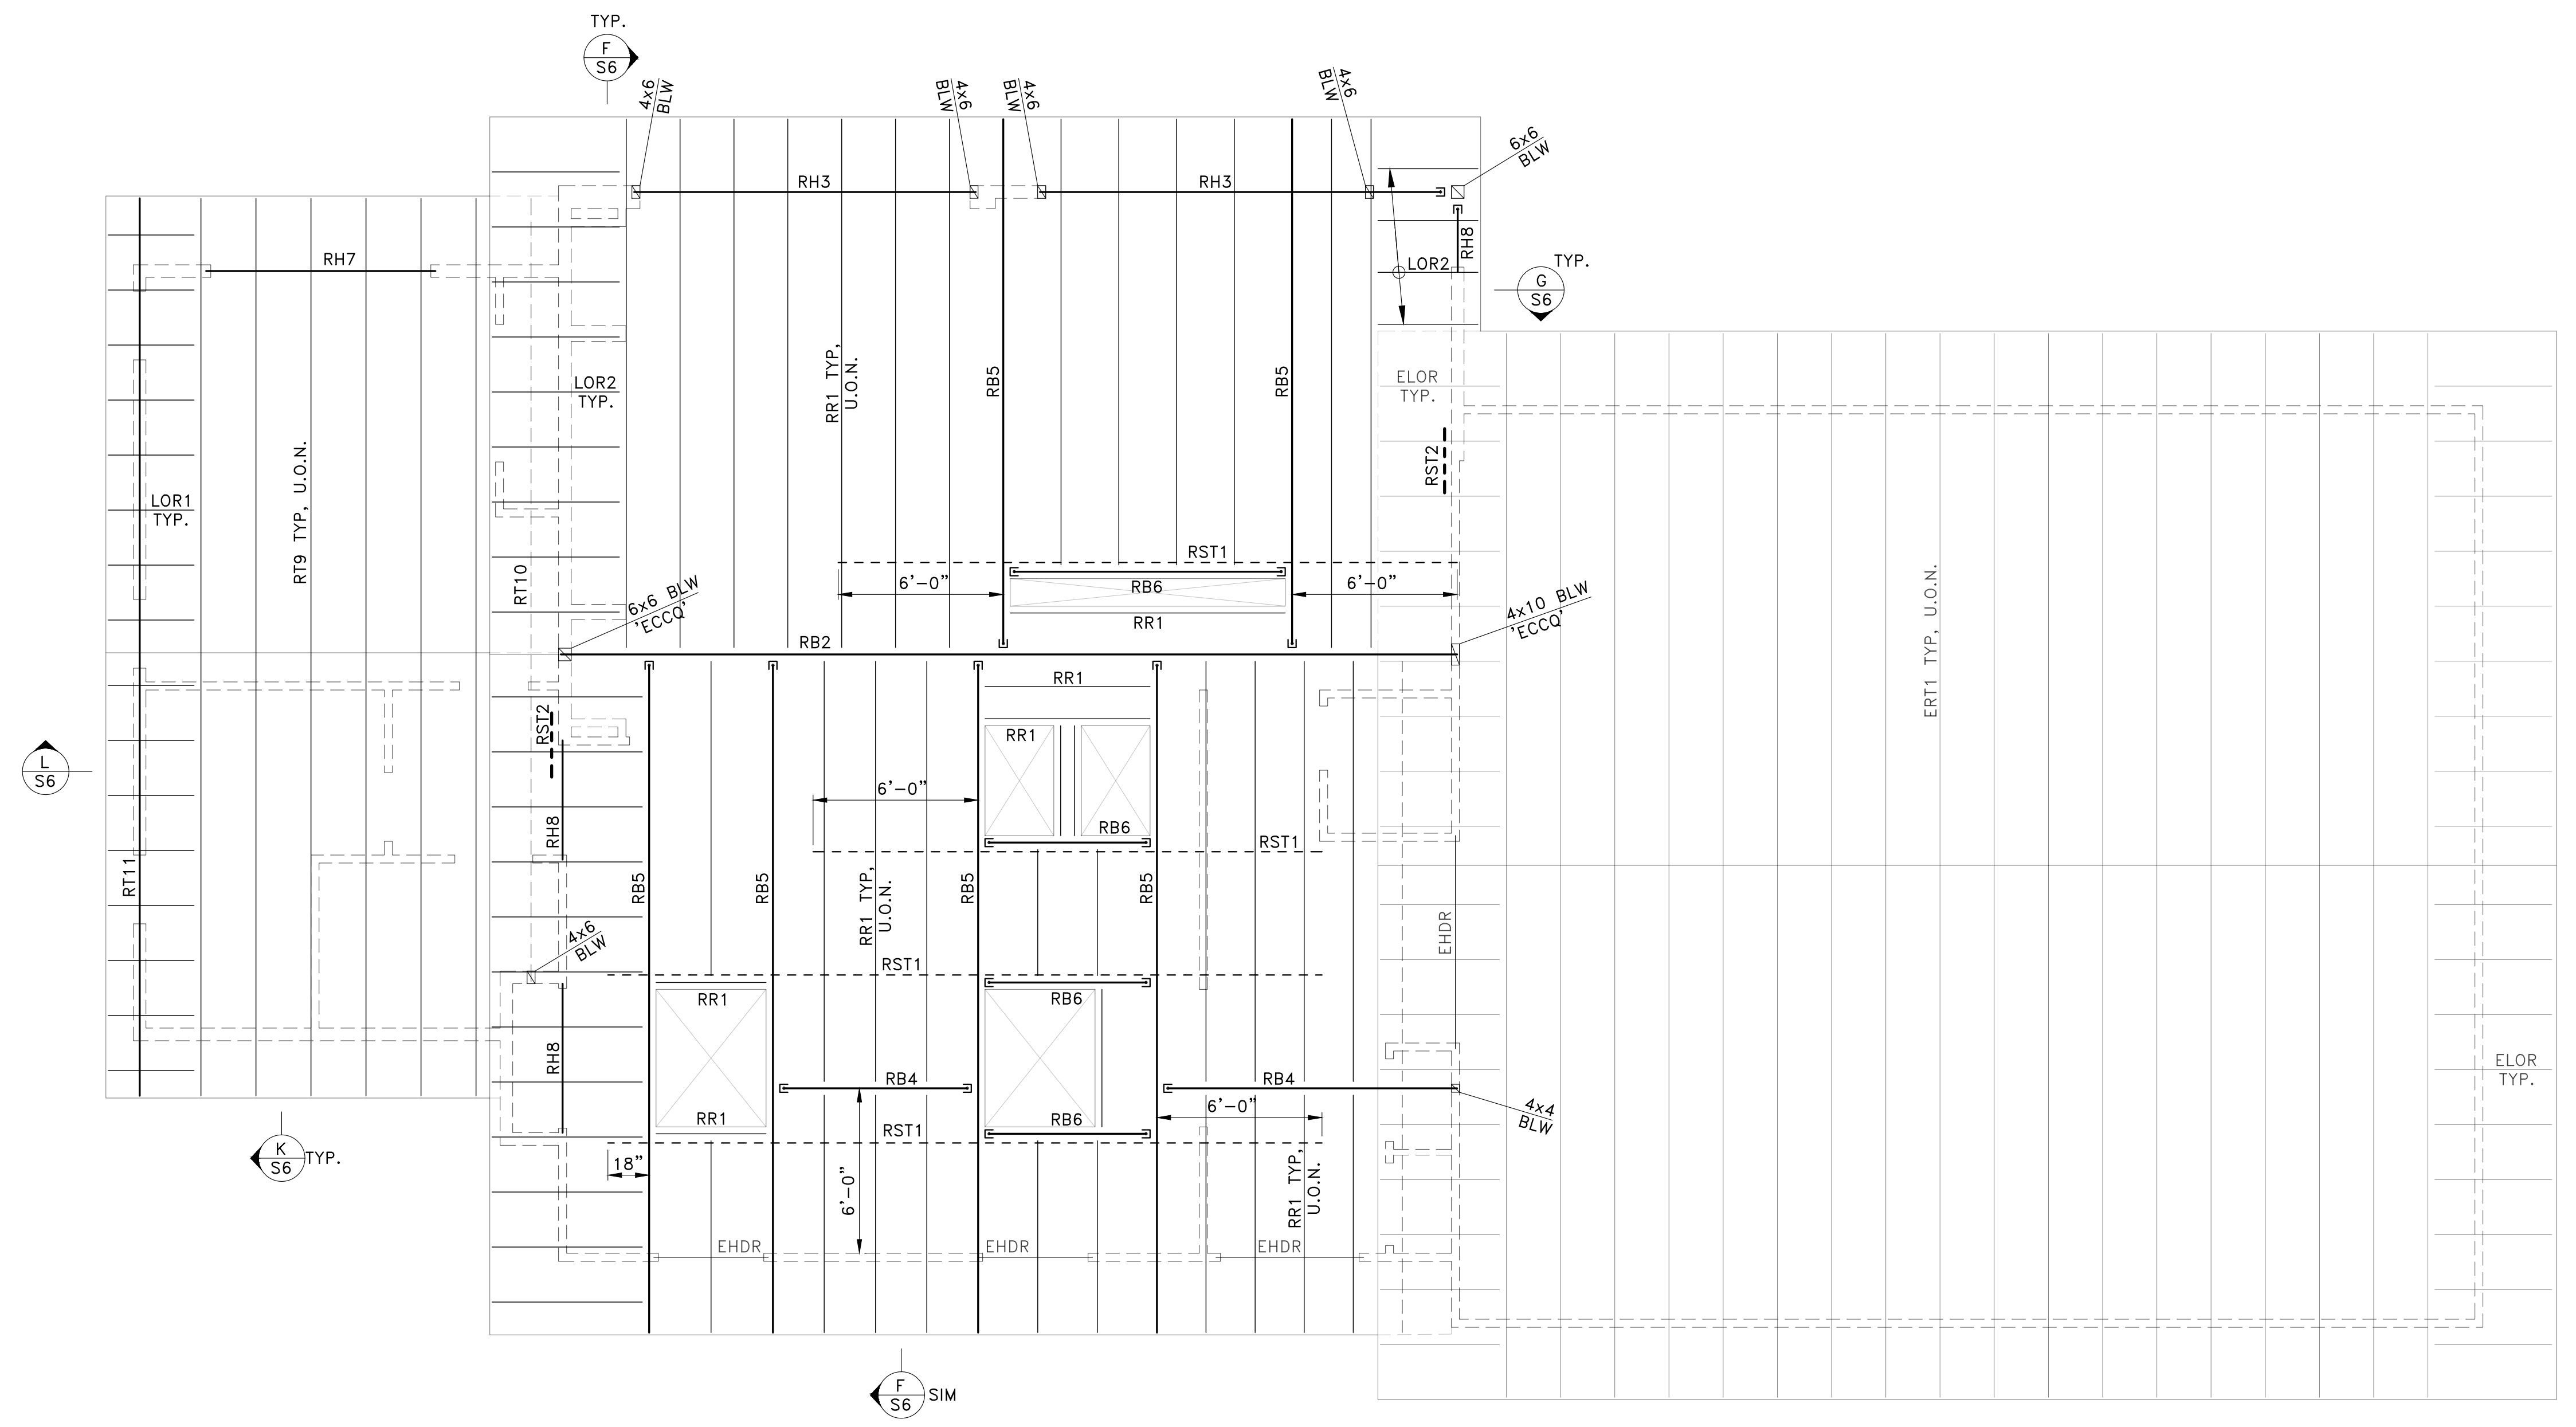 TYP.
F
S6
4x6
BLW
4x6
BLW
4x6
BLW
4x6
BLW
6x6
BLW
RH3
RH3
RH8
RH7
LOR2
TYP.
G
S6
RR1 TYP,
U.O.N.
RB5
RB5
LOR2
TYP.
ELOR
TYP.
RST2
RT9 TYP, U.O.N.
LOR1
TYP.
RT10
RST1
6'-0"
RB6
6'-0"
RR1
6x6 BLW
'ECCQ'
4x10 BLW
'ECCQ'
ERT1 TYP, U.O.N.
RB2
RR1
RST2
RR1
L
S6
6'-0"
RB6
RH8
RST1
RT11
RB5
RB5
RR1 TYP,
U.O.N.
RB5
RB5
EHDR
4x6
BLW
RST1
RR1
RB6
RH8
RB4
RB4
ELOR
TYP.
RR1
RB6
6'-0"
4x4
BLW
RST1
K
S6
TYP.
18"
6'-0"
RR1 TYP,
U.O.N.
EHDR
EHDR
EHDR
F
S6
SIM